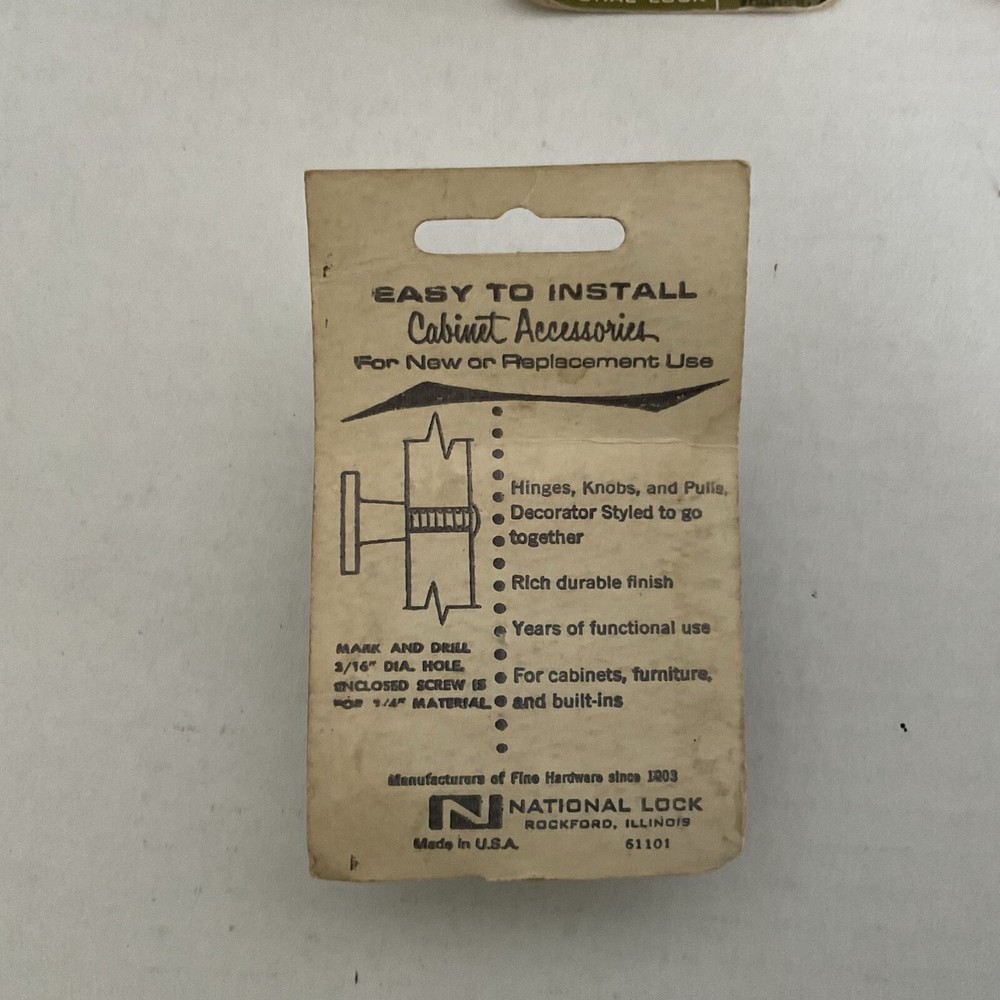 EASY TO INSTALL
Cabinet Accessories
For New or Replacement Use
Hinges, Knobs, and Pulls,
Decorator Styled to go
together
Rich durable finish
Years of functional use
For cabinets, furniture,
and built-ins
MARK AND DRILL
3/16" DIA. HOLE.
ENCLOSED SCREW IS
FOR 3/4" MATERIAL
Manufacturers of Fine Hardware since 1903
N NATIONAL LOCK
ROCKFORD, ILLINOIS
Made in U.S.A. 61101